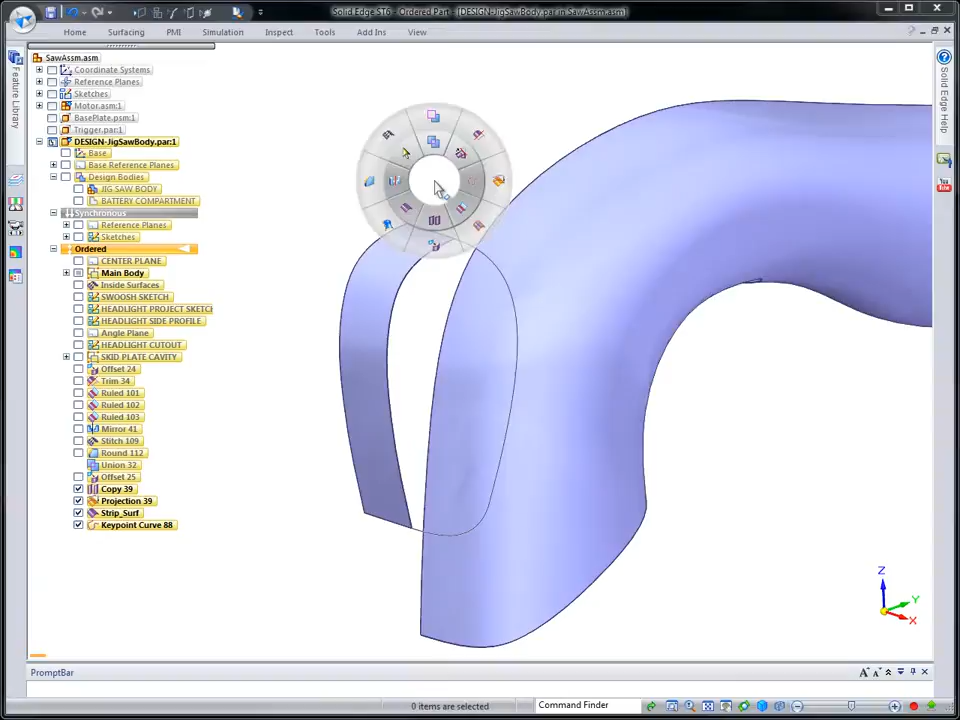 Solid Edge ST6 - Ordered Part - [DESIGN-JigSawBody.par in SawAssm.asm]
Home Surfacing PMI Simulation Inspect Tools Add Ins View
Feature Library
Solid Edge Help
You Tube
SawAssm.asm
Coordinate Systems
Reference Planes
Sketches
Motor.asm:1
BasePlate.psm:1
Trigger.par:1
DESIGN-JigSawBody.par:1
Base
Base Reference Planes
Design Bodies
JIG SAW BODY
BATTERY COMPARTMENT
Synchronous
Reference Planes
Sketches
Ordered
CENTER PLANE
Main Body
Inside Surfaces
SWOOSH SKETCH
HEADLIGHT PROJECT SKETCH
HEADLIGHT SIDE PROFILE
Angle Plane
HEADLIGHT CUTOUT
SKID PLATE CAVITY
Offset 24
Trim 34
Ruled 101
Ruled 102
Ruled 103
Mirror 41
Stitch 109
Round 112
Union 32
Offset 25
Copy 39
Projection 39
Strip_Surf
Keypoint Curve 88
Z
Y
X
PromptBar
0 items are selected
Command Finder